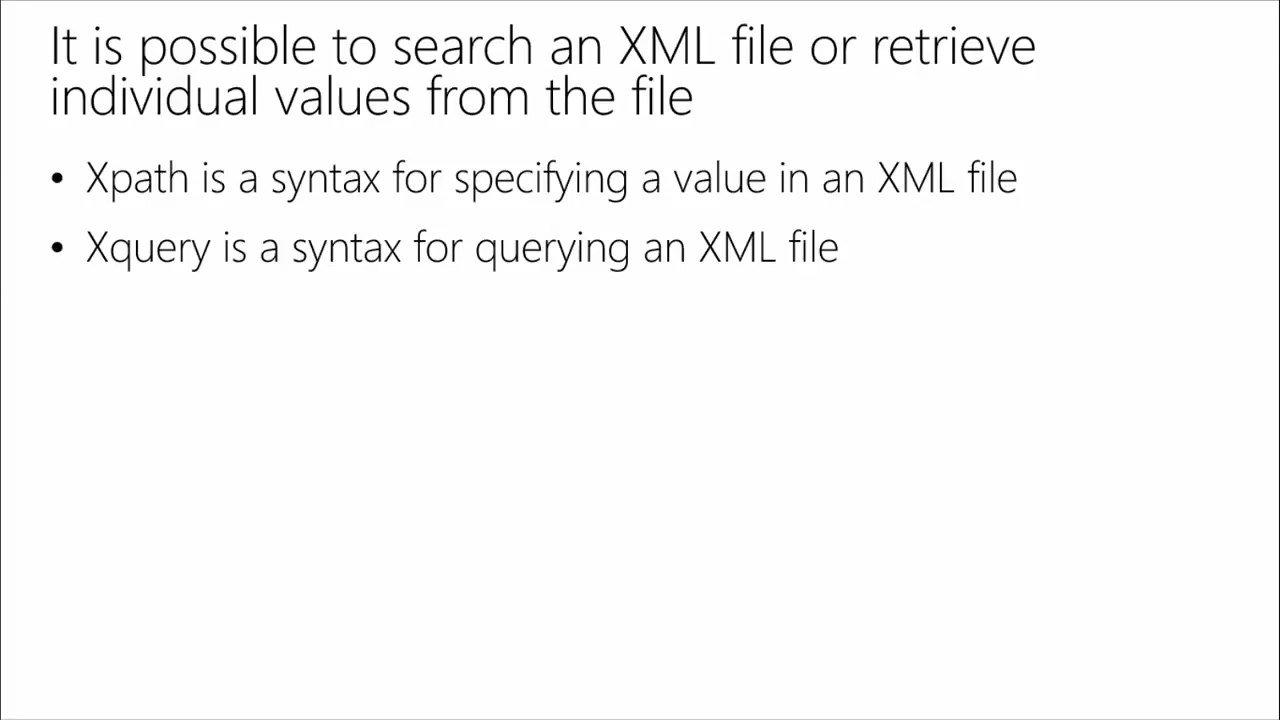 It is possible to search an XML file or retrieve
individual values from the file
• Xpath is a syntax for specifying a value in an XML file
• Xquery is a syntax for querying an XML file